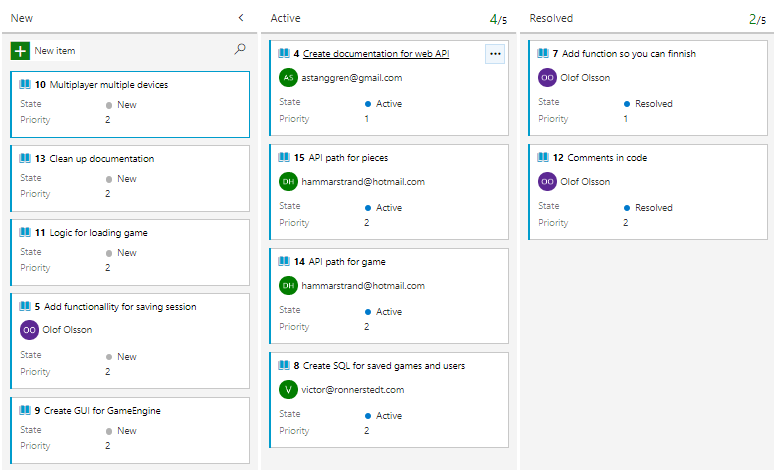 New
New item
10 Multiplayer multiple devices
State New
Priority 2
13 Clean up documentation
State New
Priority 2
11 Logic for loading game
State New
Priority 2
5 Add functionallity for saving session
OO Olof Olsson
State New
Priority 2
9 Create GUI for GameEngine
State New
Priority 2
Active 4/5
4 Create documentation for web API
AS astanggren@gmail.com
State Active
Priority 1
15 API path for pieces
DH hammarstrand@hotmail.com
State Active
Priority 2
14 API path for game
DH hammarstrand@hotmail.com
State Active
Priority 2
8 Create SQL for saved games and users
V victor@ronnerstedt.com
State Active
Priority 2
Resolved 2/5
7 Add function so you can finnish
OO Olof Olsson
State Resolved
Priority 1
12 Comments in code
OO Olof Olsson
State Resolved
Priority 2